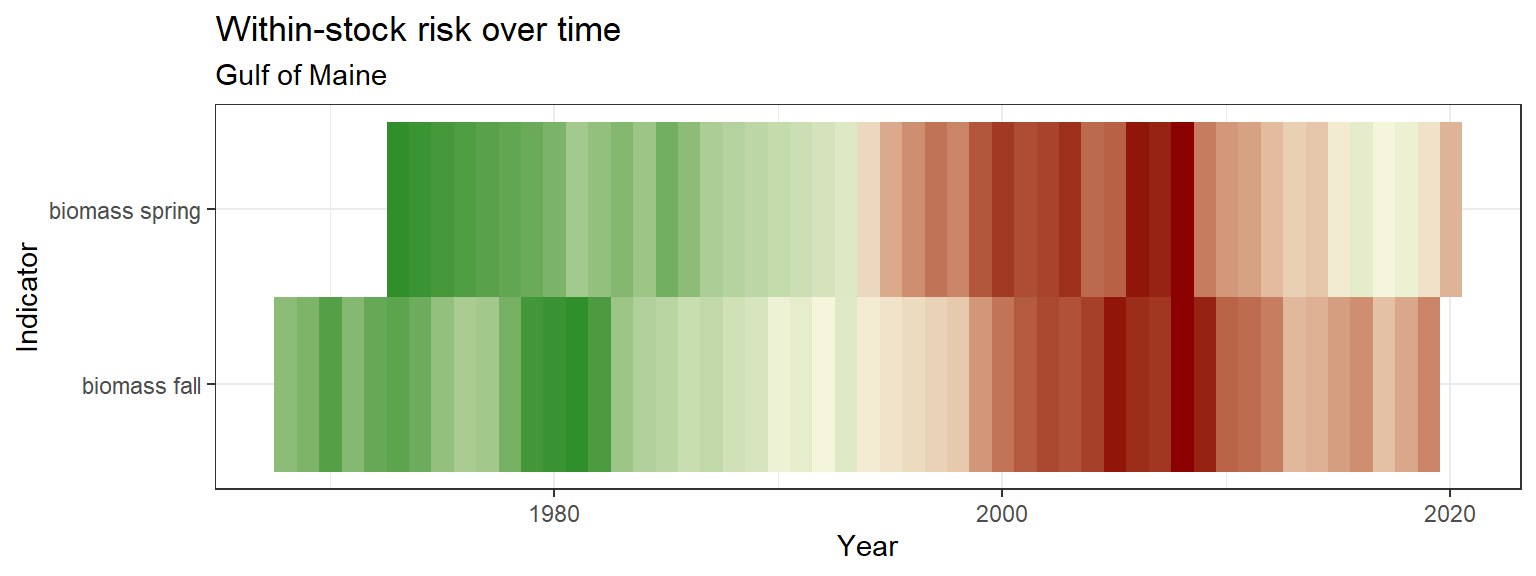 Within-stock risk over time
Gulf of Maine
Indicator
biomass spring
biomass fall
1980
2000
2020
Year